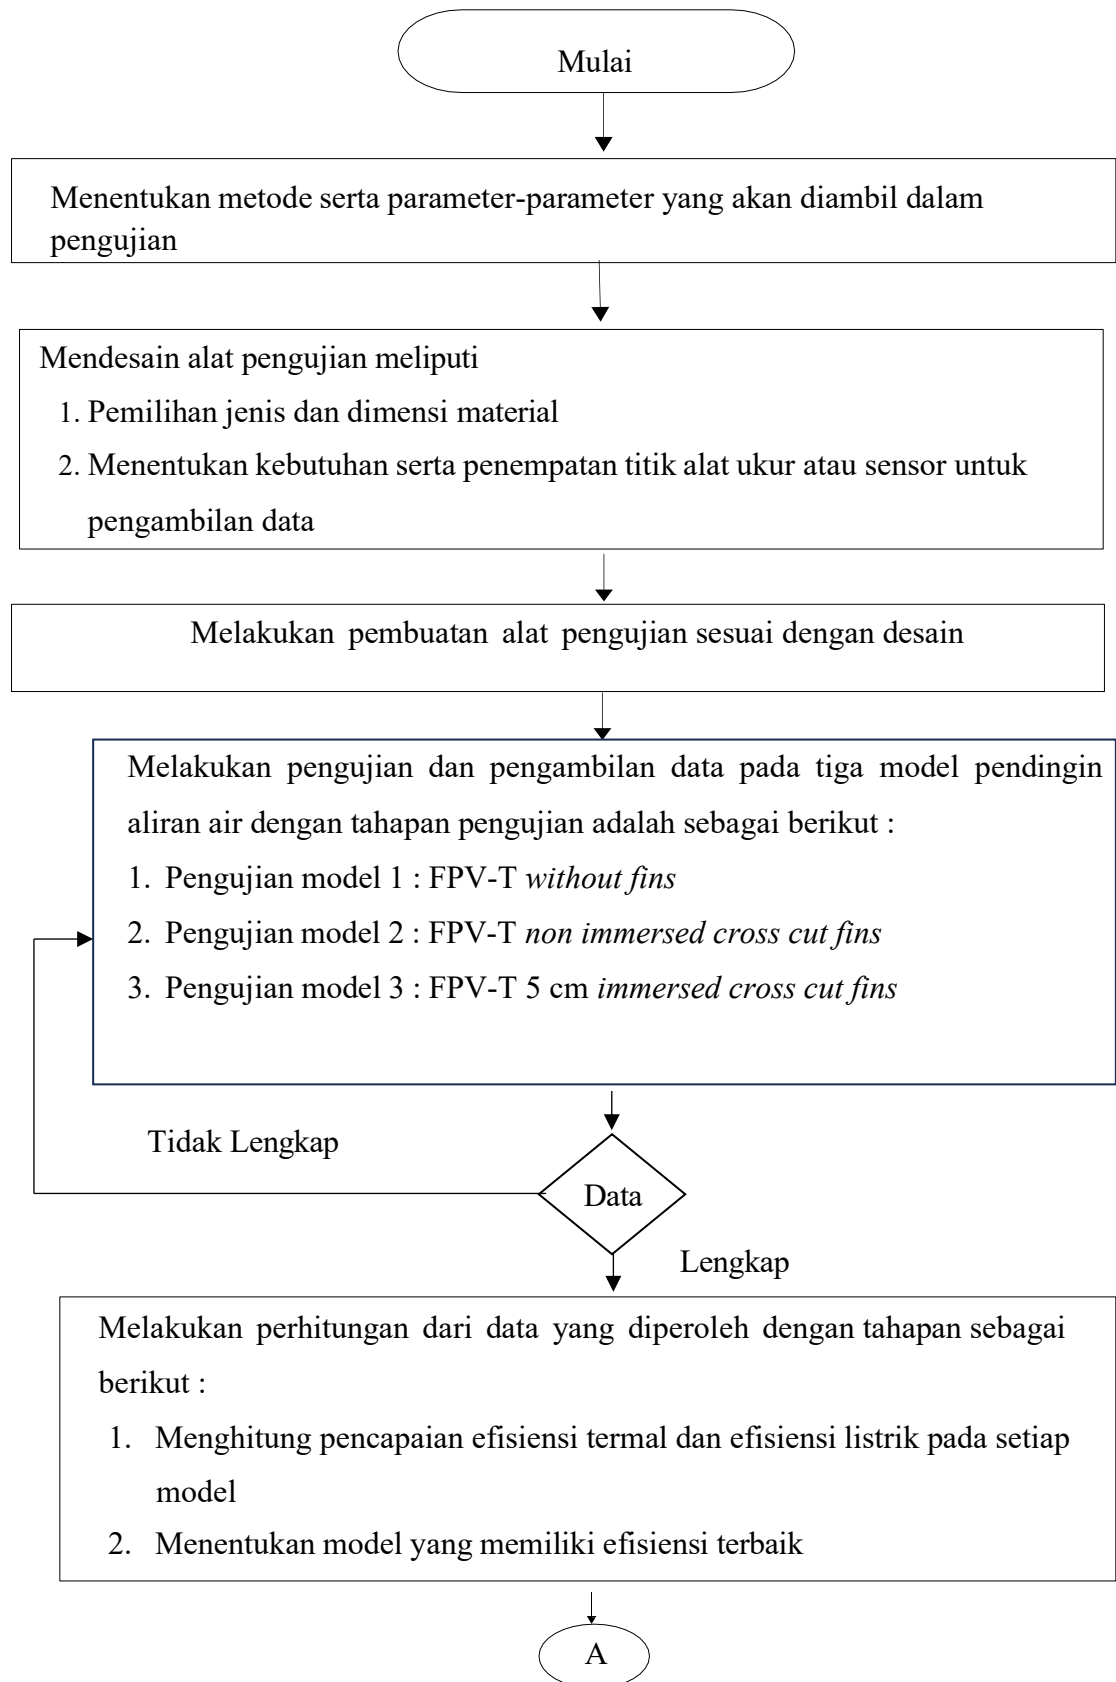 Mulai
Menentukan metode serta parameter-parameter yang akan diambil dalam
pengujian
Mendesain alat pengujian meliputi
1. Pemilihan jenis dan dimensi material
2. Menentukan kebutuhan serta penempatan titik alat ukur atau sensor untuk
pengambilan data
Melakukan pembuatan alat pengujian sesuai dengan desain
Melakukan pengujian dan pengambilan data pada tiga model pendingin
aliran air dengan tahapan pengujian adalah sebagai berikut :
1. Pengujian model 1 : FPV-T without fins
2. Pengujian model 2 : FPV-T non immersed cross cut fins
3. Pengujian model 3 : FPV-T 5 cm immersed cross cut fins
Tidak Lengkap
Data
Lengkap
Melakukan perhitungan dari data yang diperoleh dengan tahapan sebagai
berikut :
1. Menghitung pencapaian efisiensi termal dan efisiensi listrik pada setiap
model
2. Menentukan model yang memiliki efisiensi terbaik
A